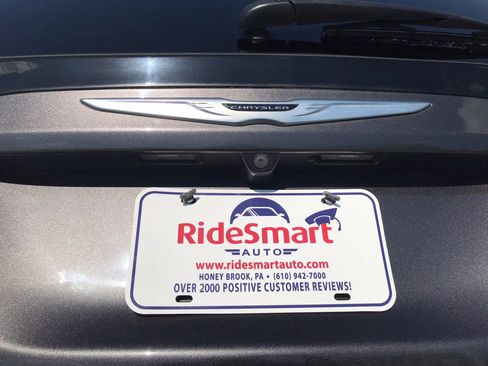 CHRYSLER
RideSmart
AUTO
www.ridesmartauto.com
HONEY BROOK, PA • (610) 942-7000
OVER 2000 POSITIVE CUSTOMER REVIEWS!